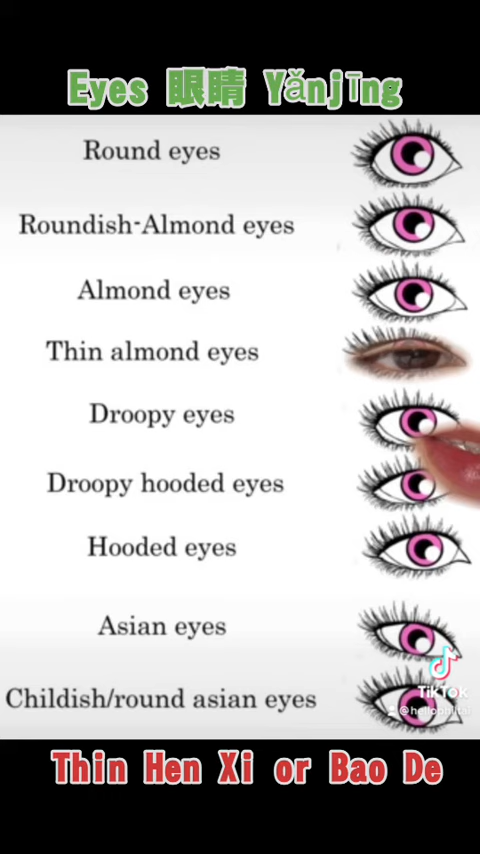 Eyes 眼睛 Yǎnjīng
Round eyes
Roundish-Almond eyes
Almond eyes
Thin almond eyes
Droopy eyes
Droopy hooded eyes
Hooded eyes
Asian eyes
TikTok
Childish/round asian eyes
Thin Hen Xi or Bao De